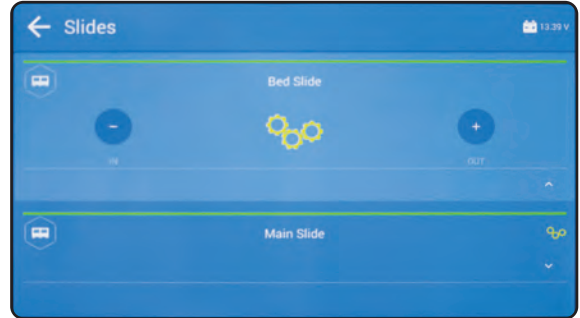 Slides
13.39 V
Bed Slide
- +
IN OUT
Main Slide